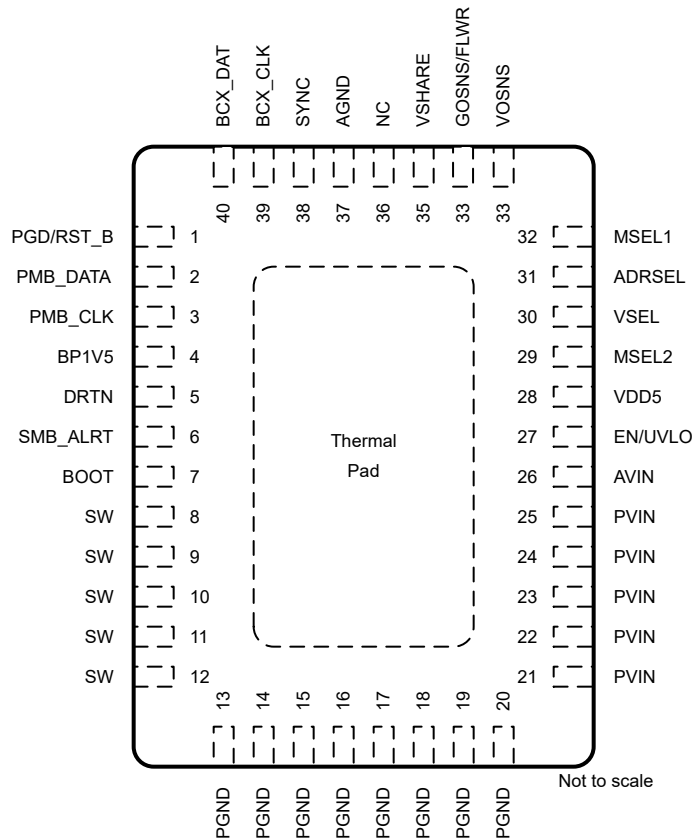 BCX_DAT
BCX_CLK
SYNC
AGND
NC
VSHARE
GOSNS/FLWR
VOSNS
40
39
38
37
36
35
33
33
PGD/RST_B 1
PMB_DATA 2
PMB_CLK 3
BP1V5 4
DRTN 5
SMB_ALRT 6
BOOT 7
SW 8
SW 9
SW 10
SW 11
SW 12
Thermal
Pad
32 MSEL1
31 ADRSEL
30 VSEL
29 MSEL2
28 VDD5
27 EN/UVLO
26 AVIN
25 PVIN
24 PVIN
23 PVIN
22 PVIN
21 PVIN
13
14
15
16
17
18
19
20
PGND
PGND
PGND
PGND
PGND
PGND
PGND
PGND
Not to scale